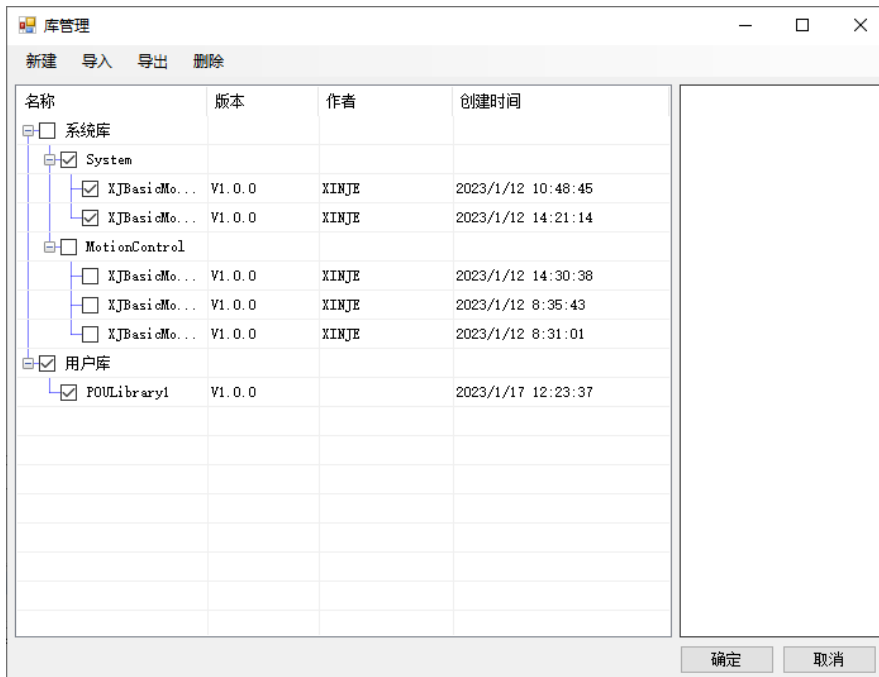 库管理
新建 导入 导出 删除
名称 版本 作者 创建时间
系统库
System
XJBasicMo... V1.0.0 XINJE 2023/1/12 10:48:45
XJBasicMo... V1.0.0 XINJE 2023/1/12 14:21:14
MotionControl
XJBasicMo... V1.0.0 XINJE 2023/1/12 14:30:38
XJBasicMo... V1.0.0 XINJE 2023/1/12 8:35:43
XJBasicMo... V1.0.0 XINJE 2023/1/12 8:31:01
用户库
POULibrary1 V1.0.0 2023/1/17 12:23:37
确定 取消